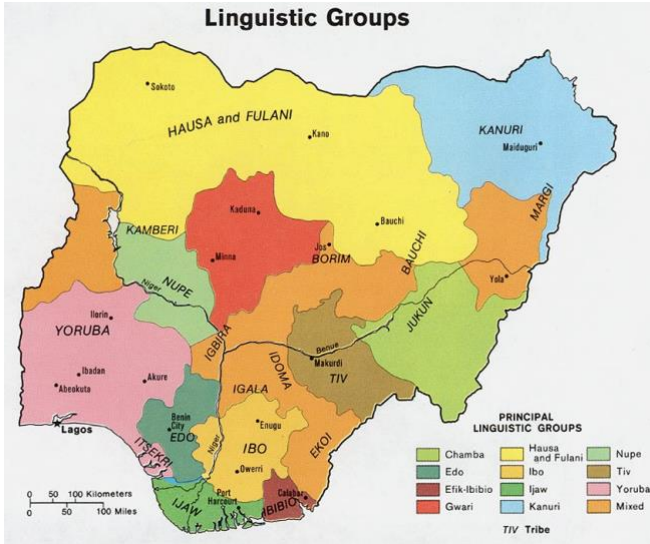 Linguistic Groups
Sokoto
HAUSA and FULANI
Kano
KANURI
Maiduguri
MARGI
KAMBERI
Kaduna
Bauchi
BAUCHI
Jos
BORIM
Minna
Yola
Niger
NUPE
JUKUN
Ilorin
YORUBA
IGBIRA
Benue
Makurdi
IDOMA
TIV
Ibadan
Abeokuta
Akure
IGALA
Lagos
Benin
City
EDO
Enugu
IBO
EKOI
ITSEKRI
Niger
Owerri
Port
Harcourt
Calabar
IJAW
IBIBIO
0 50 100 Kilometers
0 50 100 Miles
PRINCIPAL
LINGUISTIC GROUPS
Chamba
Edo
Efik-Ibibio
Gwari
Hausa
and Fulani
Ibo
Ijaw
Kanuri
Nupe
Tiv
Yoruba
Mixed
TIV Tribe